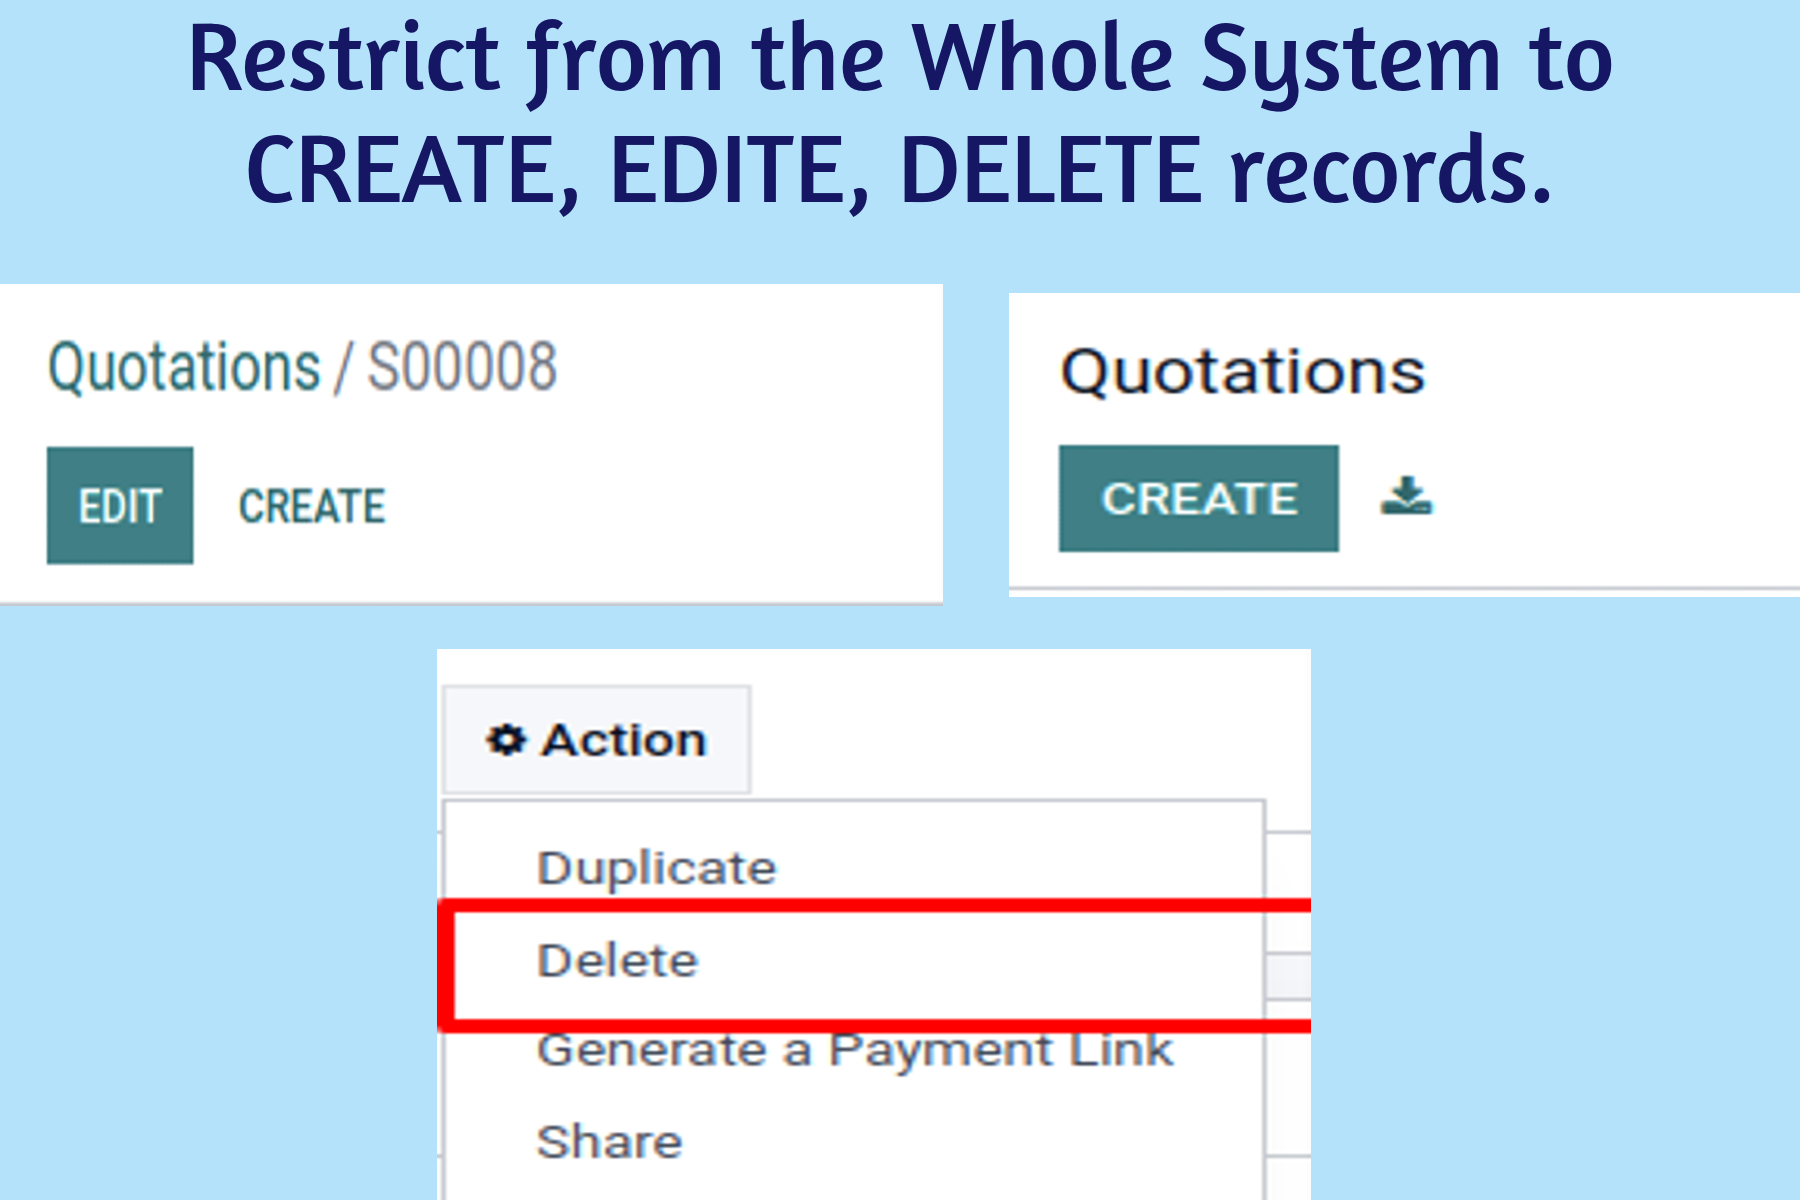 Restrict from the Whole System to
CREATE, EDITE, DELETE records.
Quotations / S00008
EDIT CREATE
Quotations
CREATE
Action
Duplicate
Delete
Generate a Payment Link
Share